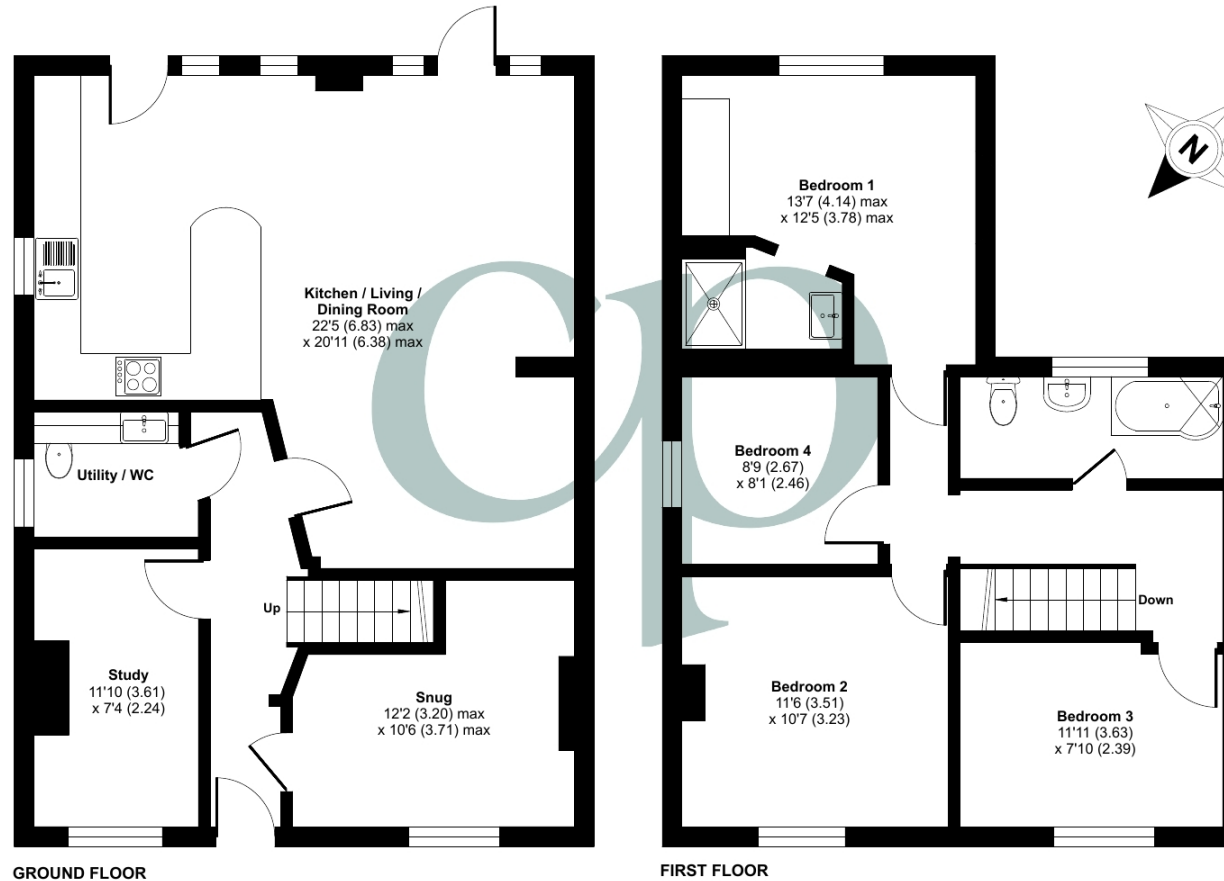 N
Bedroom 1
13'7 (4.14) max
x 12'5 (3.78) max
Kitchen / Living /
Dining Room
22'5 (6.83) max
x 20'11 (6.38) max
Bedroom 4
8'9 (2.67)
x 8'1 (2.46)
Utility / WC
Up
Down
Study
11'10 (3.61)
x 7'4 (2.24)
Snug
12'2 (3.20) max
x 10'6 (3.71) max
Bedroom 2
11'6 (3.51)
x 10'7 (3.23)
Bedroom 3
11'11 (3.63)
x 7'10 (2.39)
GROUND FLOOR
FIRST FLOOR
cp